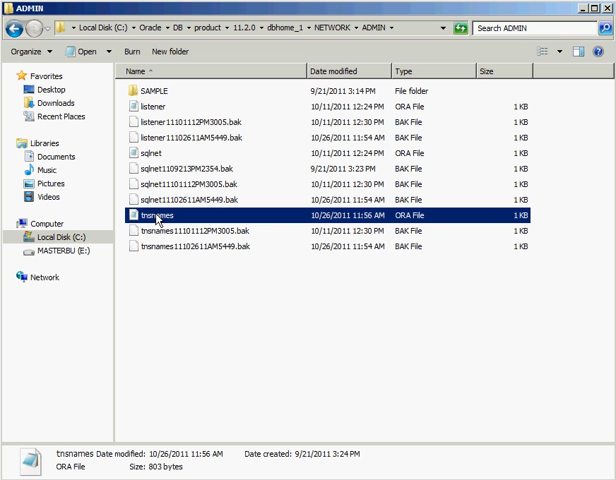 ADMIN
Local Disk (C:) ▸ Oracle ▸ DB ▸ product ▸ 11.2.0 ▸ dbhome_1 ▸ NETWORK ▸ ADMIN ▸
Search ADMIN
Organize Open Burn New folder
Name Date modified Type Size
Favorites
Desktop
Downloads
Recent Places
Libraries
Documents
Music
Pictures
Videos
Computer
Local Disk (C:)
MASTERBU (E:)
Network
SAMPLE 9/21/2011 3:14 PM File folder
listener 10/11/2011 12:24 PM ORA File 1 KB
listener11101112PM3005.bak 10/11/2011 12:30 PM BAK File 1 KB
listener11102611AM5449.bak 10/26/2011 11:54 AM BAK File 1 KB
sqlnet 10/11/2011 12:24 PM ORA File 1 KB
sqlnet1109213PM2354.bak 9/21/2011 3:23 PM BAK File 1 KB
sqlnet11101112PM3005.bak 10/11/2011 12:30 PM BAK File 1 KB
sqlnet11102611AM5449.bak 10/26/2011 11:54 AM BAK File 1 KB
tnsnames 10/26/2011 11:56 AM ORA File 1 KB
tnsnames11101112PM3005.bak 10/11/2011 12:30 PM BAK File 1 KB
tnsnames11102611AM5449.bak 10/26/2011 11:54 AM BAK File 1 KB
tnsnames Date modified: 10/26/2011 11:56 AM Date created: 9/21/2011 3:24 PM
ORA File Size: 803 bytes